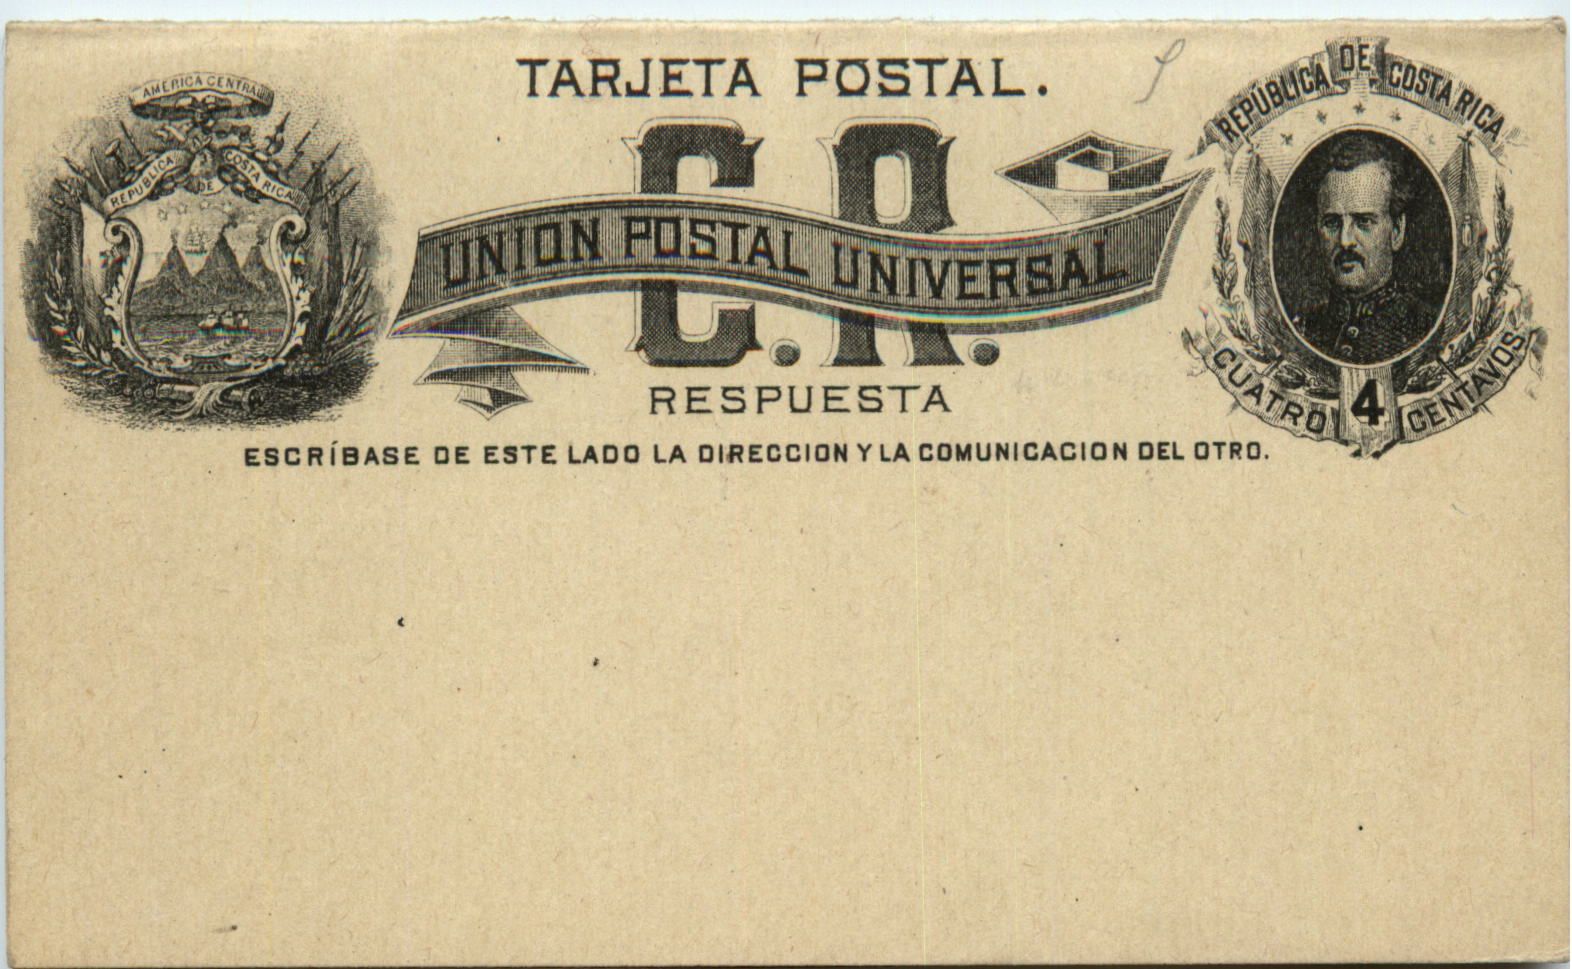 TARJETA POSTAL.
AMERICA CENTRAL
REPUBLICA DE COSTA RICA
C.R.
UNION POSTAL UNIVERSAL
REPÚBLICA DE COSTA RICA
CUATRO 4 CENTAVOS
RESPUESTA
ESCRÍBASE DE ESTE LADO LA DIRECCION Y LA COMUNICACION DEL OTRO.